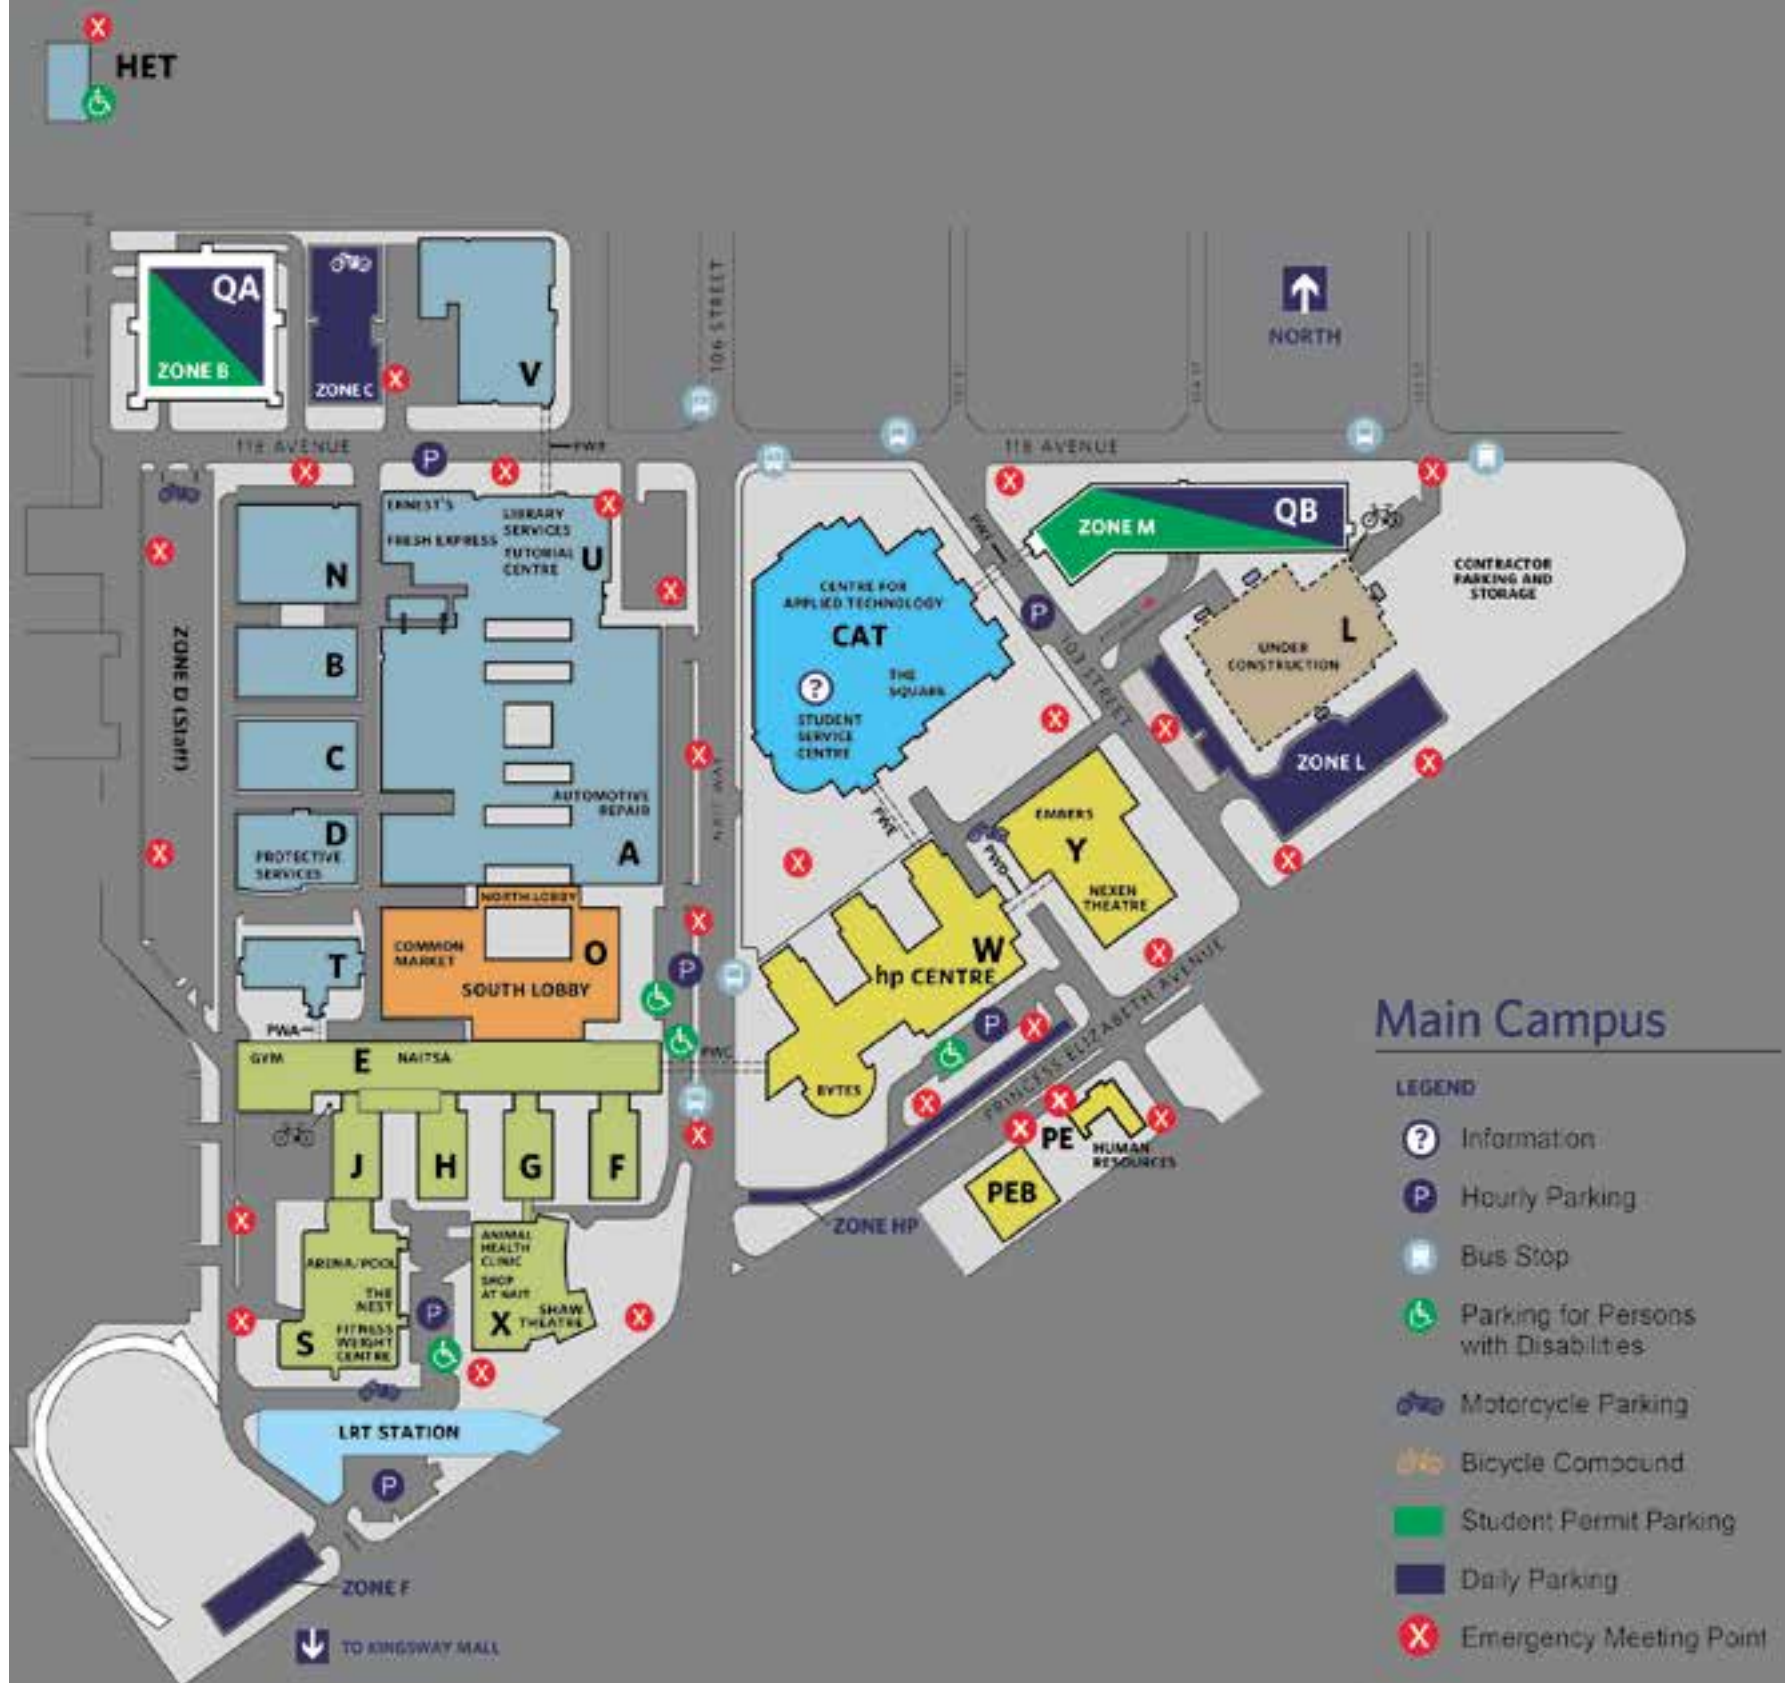 HET
QA
ZONE B
ZONE C
V
106 STREET
NORTH
118 AVENUE
P
118 AVENUE
ERNEST'S
FRESH EXPRESS
LIBRARY
SERVICES
TUTORIAL
CENTRE
U
N
B
C
D
PROTECTIVE
SERVICES
ZONE D (Staff)
AUTOMOTIVE
REPAIR
A
NAIT WAY
CENTRE FOR
APPLIED TECHNOLOGY
CAT
THE
SQUARE
?
STUDENT
SERVICE
CENTRE
ZONE M
QB
P
103 STREET
UNDER
CONSTRUCTION
L
CONTRACTOR
PARKING AND
STORAGE
ZONE L
PWE
PWD
EMBERS
Y
NEXEN
THEATRE
W
hp CENTRE
BYTES
NORTH LOBBY
COMMON
MARKET
O
SOUTH LOBBY
P
T
PWA
GYM
E
NAITSA
PWC
P
PRINCESS ELIZABETH AVENUE
J
H
G
F
PE
HUMAN
RESOURCES
PEB
ZONE HP
ARENA/POOL
THE
NEST
S
FITNESS
WEIGHT
CENTRE
P
ANIMAL
HEALTH
CLINIC
SHOP
AT NAIT
X
SHAW
THEATRE
LRT STATION
P
ZONE F
TO KINGSWAY MALL
Main Campus
LEGEND
? Information
P Hourly Parking
Bus Stop
Parking for Persons
with Disabilities
Motorcycle Parking
Bicycle Compound
Student Permit Parking
Daily Parking
X Emergency Meeting Point